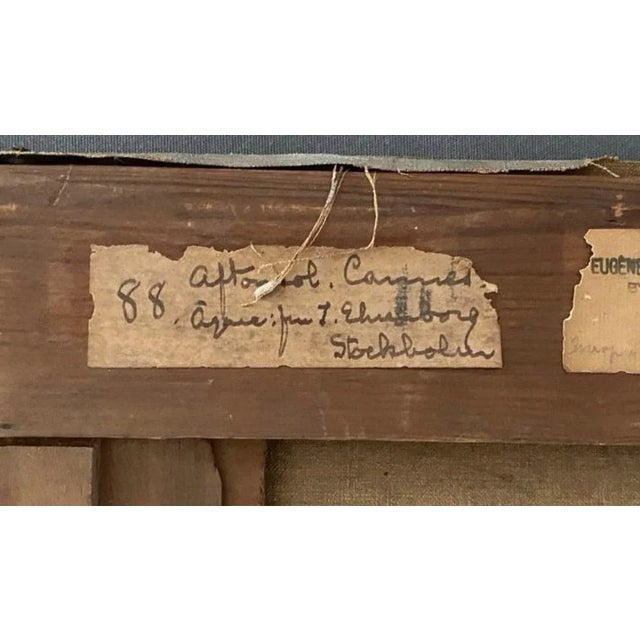 88. Aftonsol. Cannes.
Ägare: fru T. Ehrenborg
Stockholm
EUGÈNE